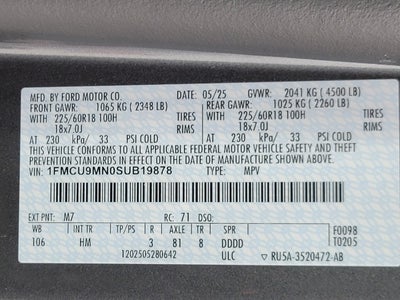 MFD. BY FORD MOTOR CO. 05/25 GVWR: 2041 KG ( 4500 LB)
FRONT GAWR: 1065 KG ( 2348 LB) REAR GAWR: 1025 KG ( 2260 LB)
WITH 225/60R18 100H TIRES WITH 225/60R18 100H TIRES
18x7.0J RIMS 18x7.0J RIMS
AT 230 kPa/ 33 PSI COLD AT 230 kPa/ 33 PSI COLD
THIS VEHICLE CONFORMS TO ALL APPLICABLE FEDERAL MOTOR VEHICLE
SAFETY AND THEFT PREVENTION STANDARDS IN EFFECT ON THE DATE OF MANUFACTURE SHOWN ABOVE.
VIN: 1FMCU9MN0SUB19878 TYPE: MPV
EXT PNT: M7 RC: 71 DSO: F0098
WB INT TR TP/PS R AXLE TR SPR T0205
106 HM 3 81 8 DDDD
1202505280642 ULC RU5A-3520472-AB